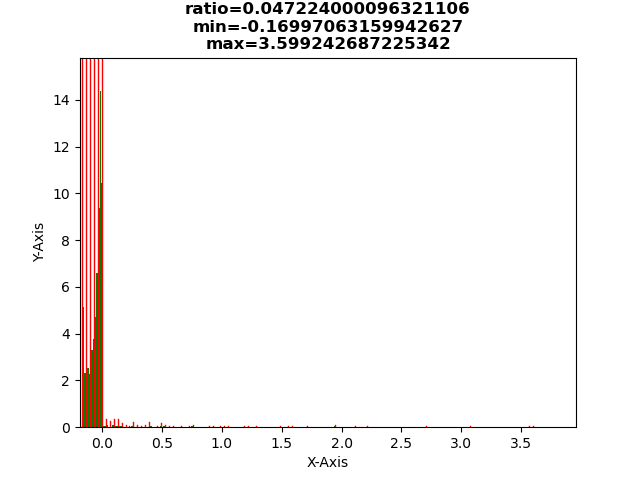 ratio=0.047224000096321106
min=-0.16997063159942627
max=3.599242687225342
14
12
10
8
6
4
2
0
Y-Axis
0.0 0.5 1.0 1.5 2.0 2.5 3.0 3.5
X-Axis